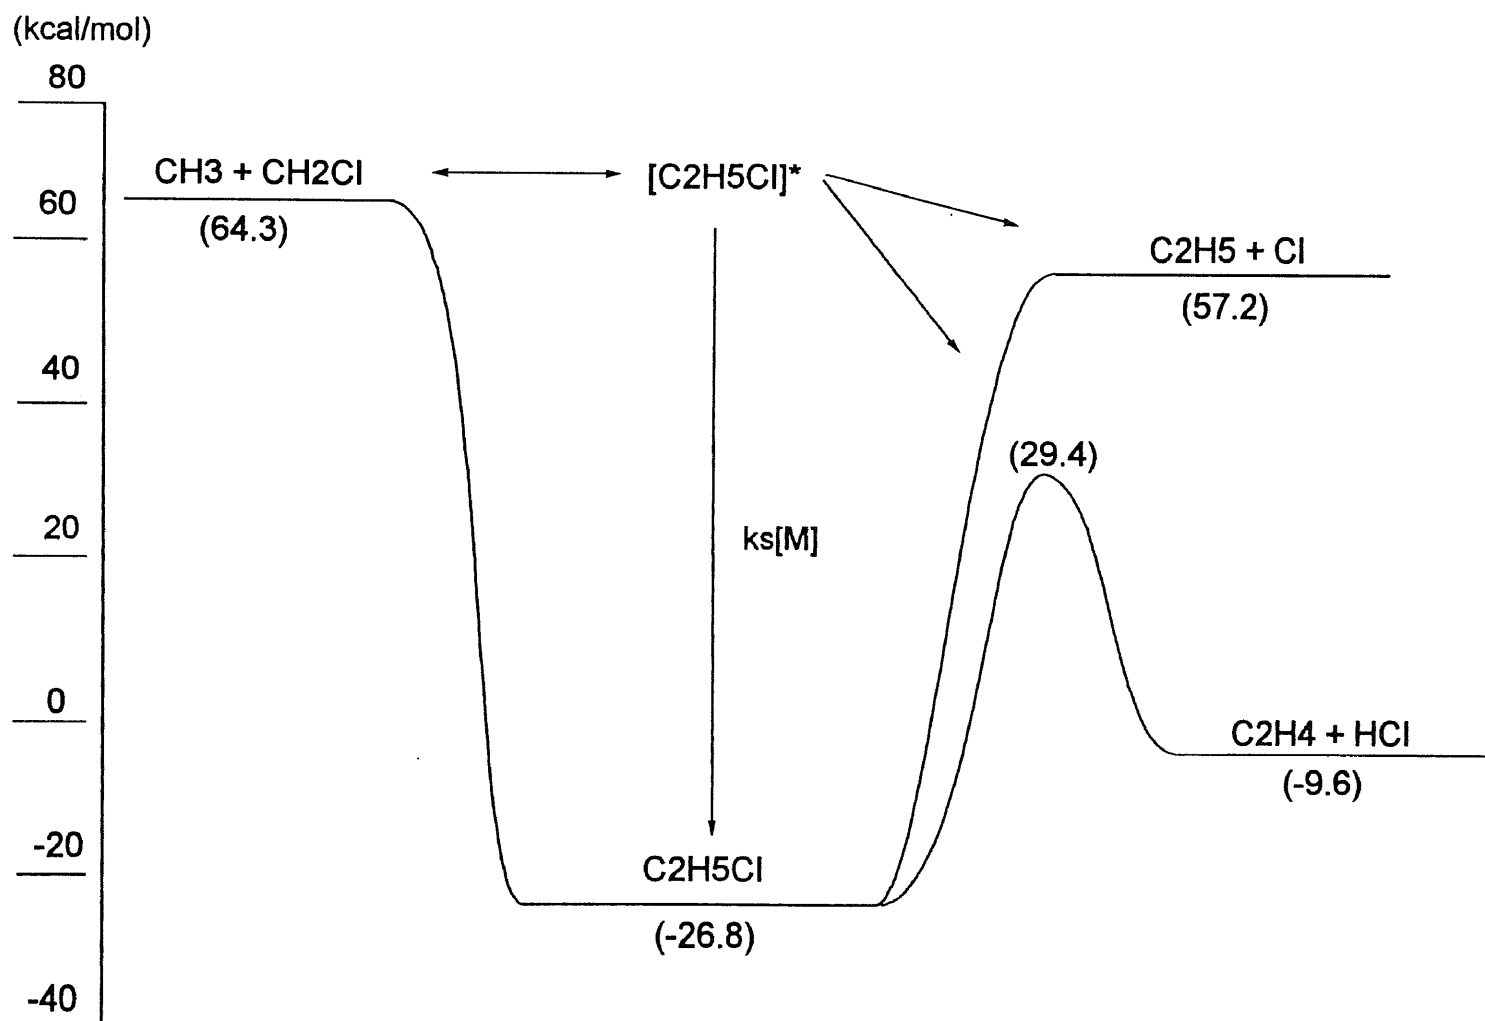 (kcal/mol)
80
CH3 + CH2Cl
[C2H5Cl]*
60
(64.3)
C2H5 + Cl
(57.2)
40
(29.4)
20
ks[M]
0
C2H4 + HCl
(-9.6)
-20
C2H5Cl
(-26.8)
-40